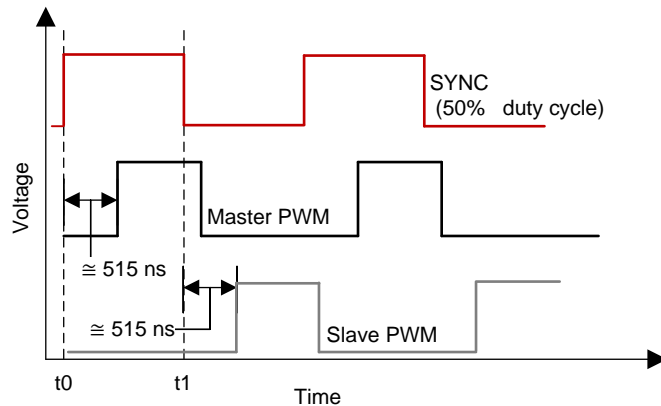 Voltage
SYNC
(50% duty cycle)
Master PWM
≅ 515 ns
≅ 515 ns
Slave PWM
t0
t1
Time